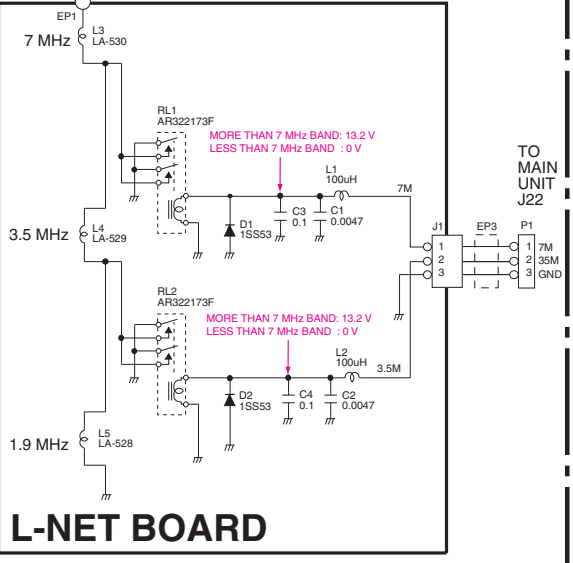 EP1
L3
LA-530
7 MHz
RL1
AR322173F
MORE THAN 7 MHz BAND: 13.2 V
LESS THAN 7 MHz BAND : 0 V
L1
100uH
7M
TO
MAIN
UNIT
J22
D1
1SS53
C3
0.1
C1
0.0047
3.5 MHz
L4
LA-529
J1
EP3
P1
1
2
3
1
2
3
7M
35M
GND
RL2
AR322173F
MORE THAN 7 MHz BAND: 13.2 V
LESS THAN 7 MHz BAND : 0 V
L2
100uH
3.5M
D2
1SS53
C4
0.1
C2
0.0047
1.9 MHz
L5
LA-528
L-NET BOARD